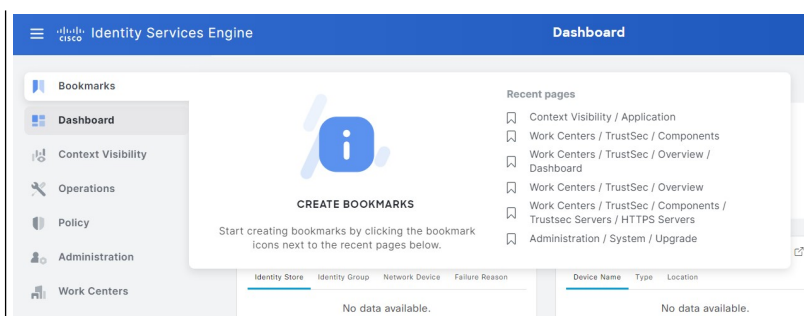 cisco Identity Services Engine
Dashboard
Bookmarks
Dashboard
Context Visibility
Operations
Policy
Administration
Work Centers
CREATE BOOKMARKS
Start creating bookmarks by clicking the bookmark
icons next to the recent pages below.
Recent pages
Context Visibility / Application
Work Centers / TrustSec / Components
Work Centers / TrustSec / Overview /
Dashboard
Work Centers / TrustSec / Overview
Work Centers / TrustSec / Components /
Trustsec Servers / HTTPS Servers
Administration / System / Upgrade
Identity Store Identity Group Network Device Failure Reason
No data available.
Device Name Type Location
No data available.